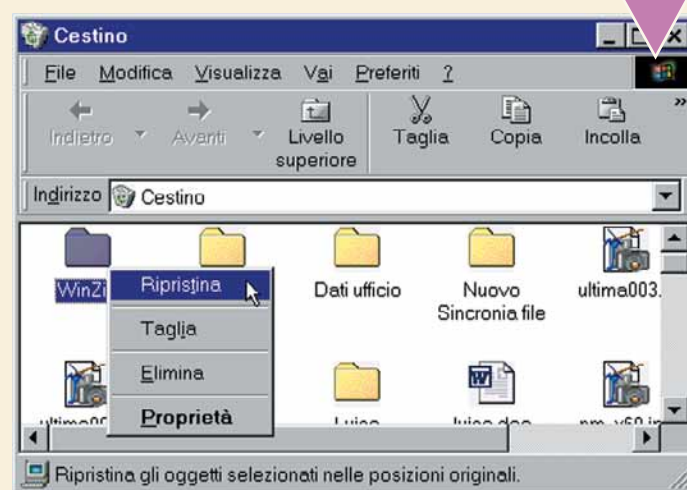 Cestino
File Modifica Visualizza Vai Preferiti ?
Indietro Avanti Livello superiore Taglia Copia Incolla »
Indirizzo Cestino
Dati ufficio
Nuovo Sincronia file
ultima003.
Ripristina
Taglia
Elimina
Proprietà
Ripristina gli oggetti selezionati nelle posizioni originali.